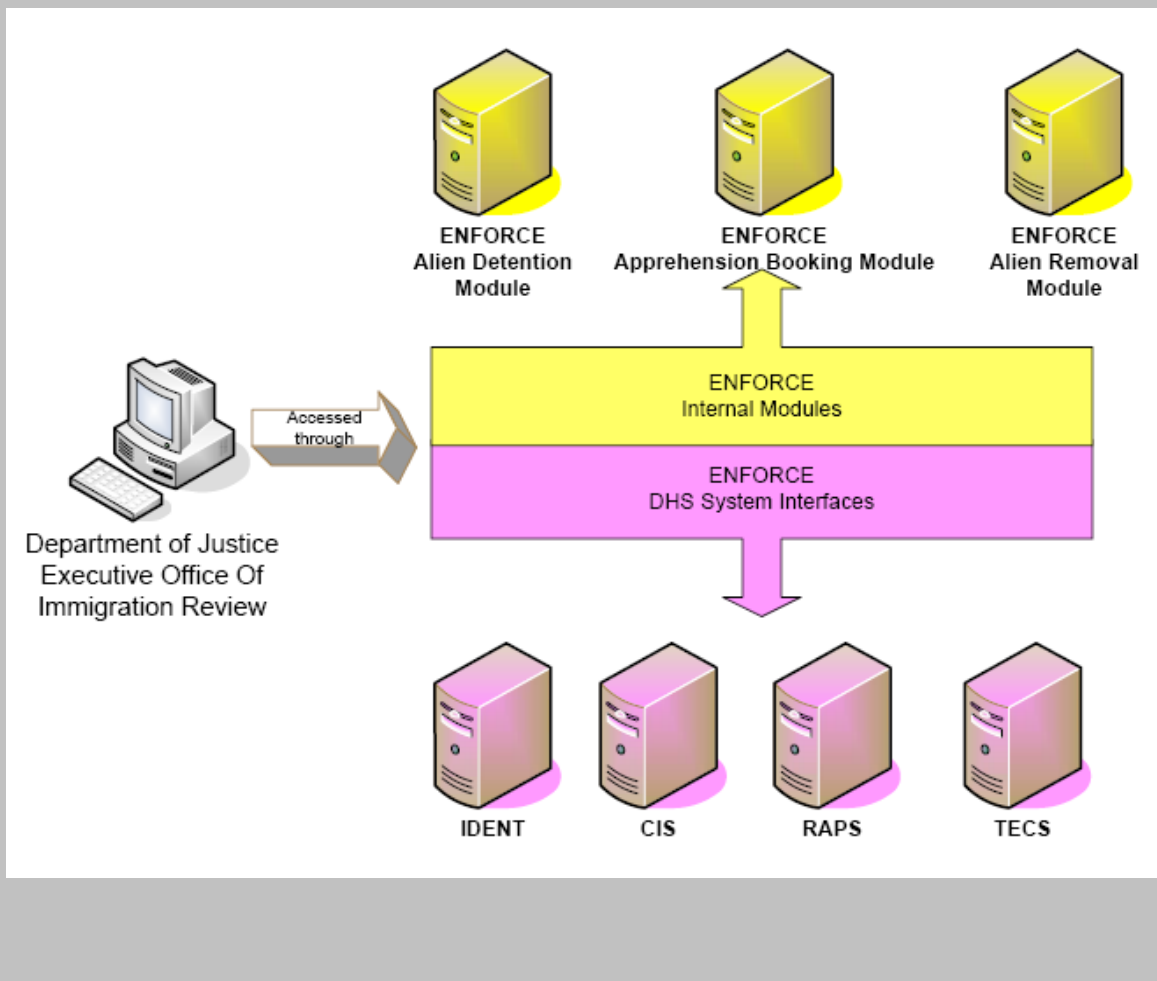 ENFORCE
Alien Detention
Module
ENFORCE
Apprehension Booking Module
ENFORCE
Alien Removal
Module
ENFORCE
Internal Modules
Accessed
through
ENFORCE
DHS System Interfaces
Department of Justice
Executive Office Of
Immigration Review
IDENT
CIS
RAPS
TECS